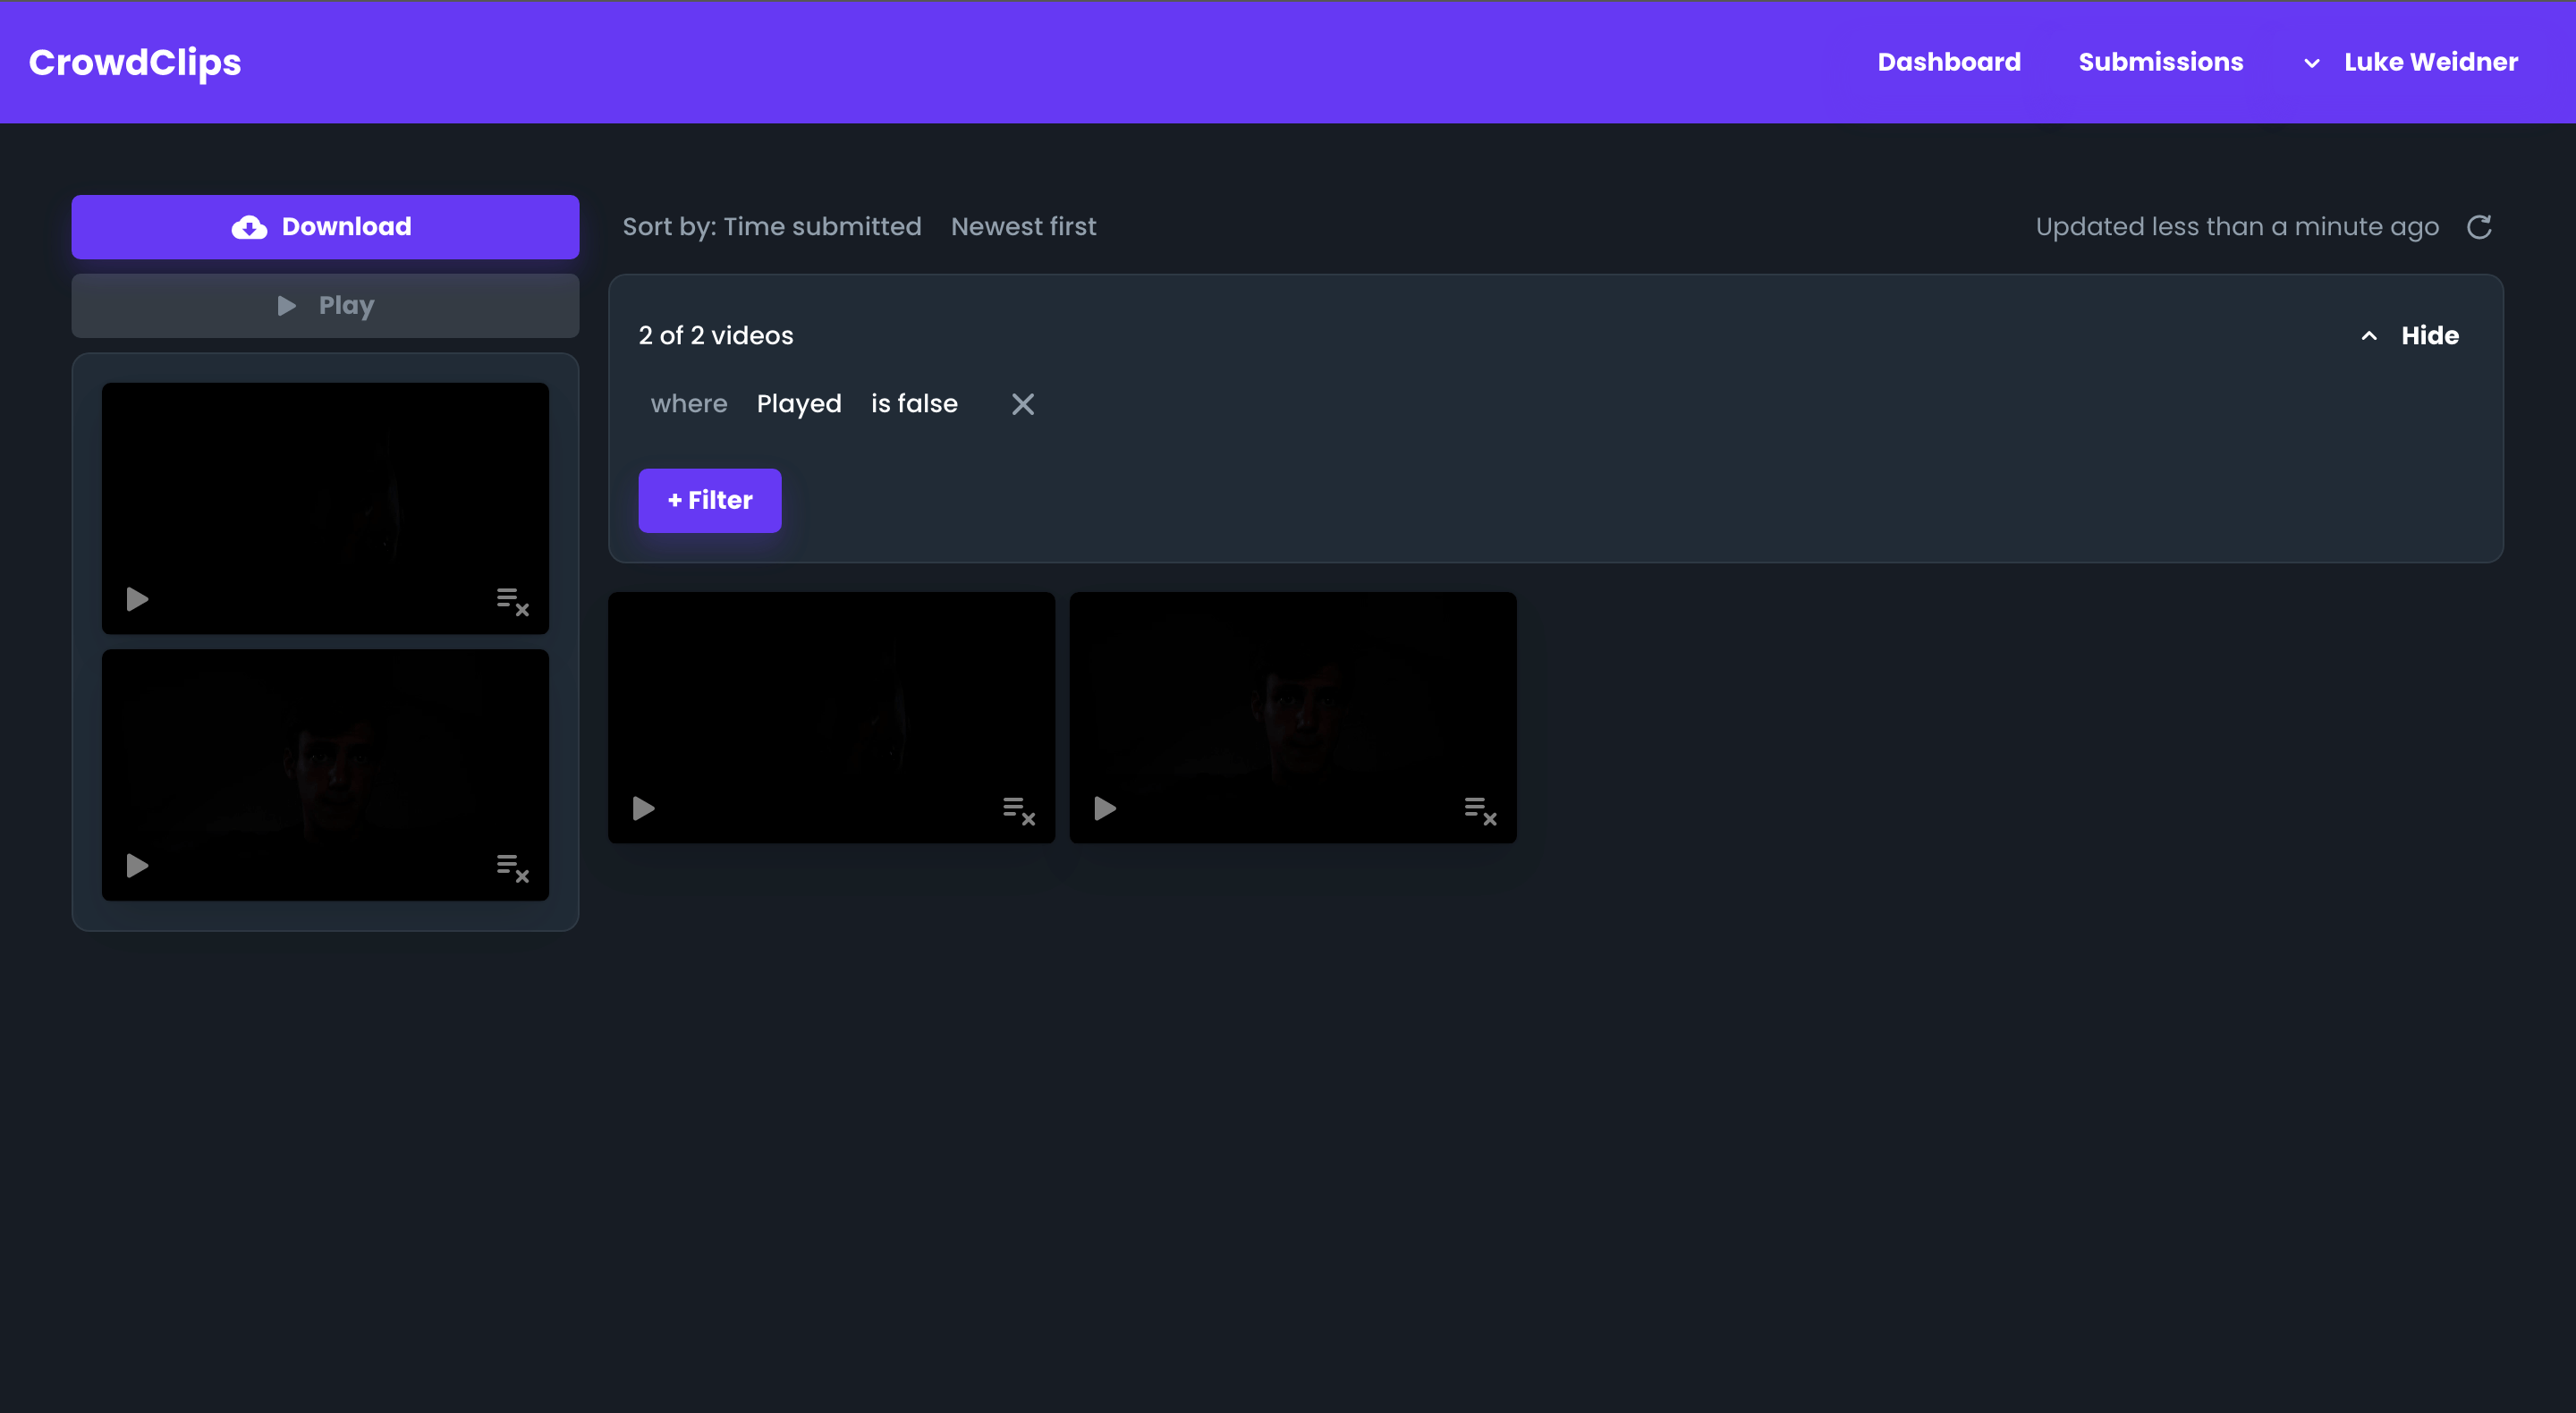 CrowdClips
Dashboard
Submissions
Luke Weidner
Download
Play
Sort by: Time submitted
Newest first
Updated less than a minute ago
2 of 2 videos
Hide
where Played is false
+ Filter